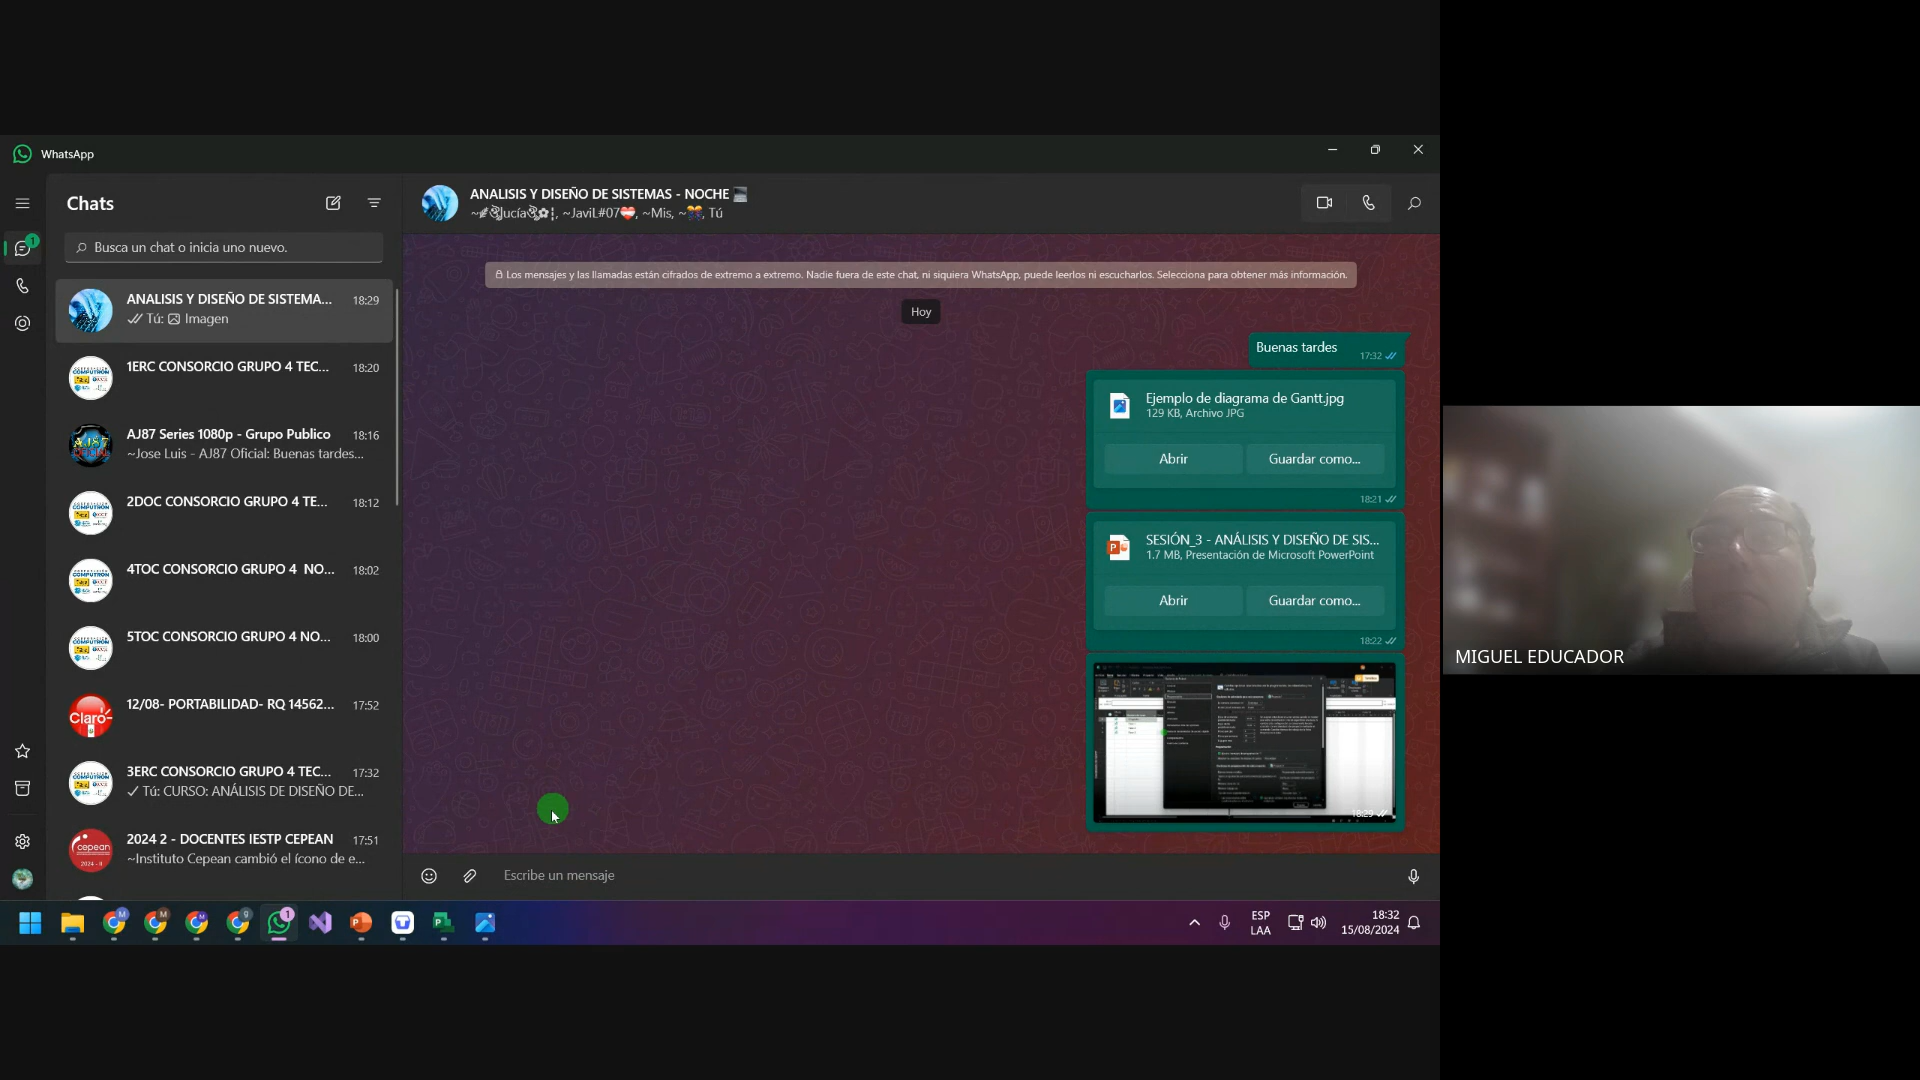 WhatsApp
Chats
Busca un chat o inicia uno nuevo.
1
ANALISIS Y DISEÑO DE SISTEMA... 18:29
Tú: Imagen
1ERC CONSORCIO GRUPO 4 TEC... 18:20
AJ87 Series 1080p - Grupo Publico 18:16
~Jose Luis - AJ87 Oficial: Buenas tardes...
2DOC CONSORCIO GRUPO 4 TE... 18:12
4TOC CONSORCIO GRUPO 4 NO... 18:02
5TOC CONSORCIO GRUPO 4 NO... 18:00
12/08- PORTABILIDAD- RQ 14562... 17:52
Claro
3ERC CONSORCIO GRUPO 4 TEC... 17:32
Tú: CURSO: ANÁLISIS DE DISEÑO DE...
2024 2 - DOCENTES IESTP CEPEAN 17:51
~Instituto Cepean cambió el ícono de e...
cepean
2024 - II
ANALISIS Y DISEÑO DE SISTEMAS - NOCHE
~JaviL#07, ~Mis, ~, Tú
Los mensajes y las llamadas están cifrados de extremo a extremo. Nadie fuera de este chat, ni siquiera WhatsApp, puede leerlos ni escucharlos. Selecciona para obtener más información.
Hoy
Buenas tardes 17:32
Ejemplo de diagrama de Gantt.jpg
129 KB, Archivo JPG
Abrir Guardar como...
18:21
SESIÓN_3 - ANÁLISIS Y DISEÑO DE SIS...
1.7 MB, Presentación de Microsoft PowerPoint
Abrir Guardar como...
18:22
18:29
Escribe un mensaje
ESP
LAA
18:32
15/08/2024
MIGUEL EDUCADOR